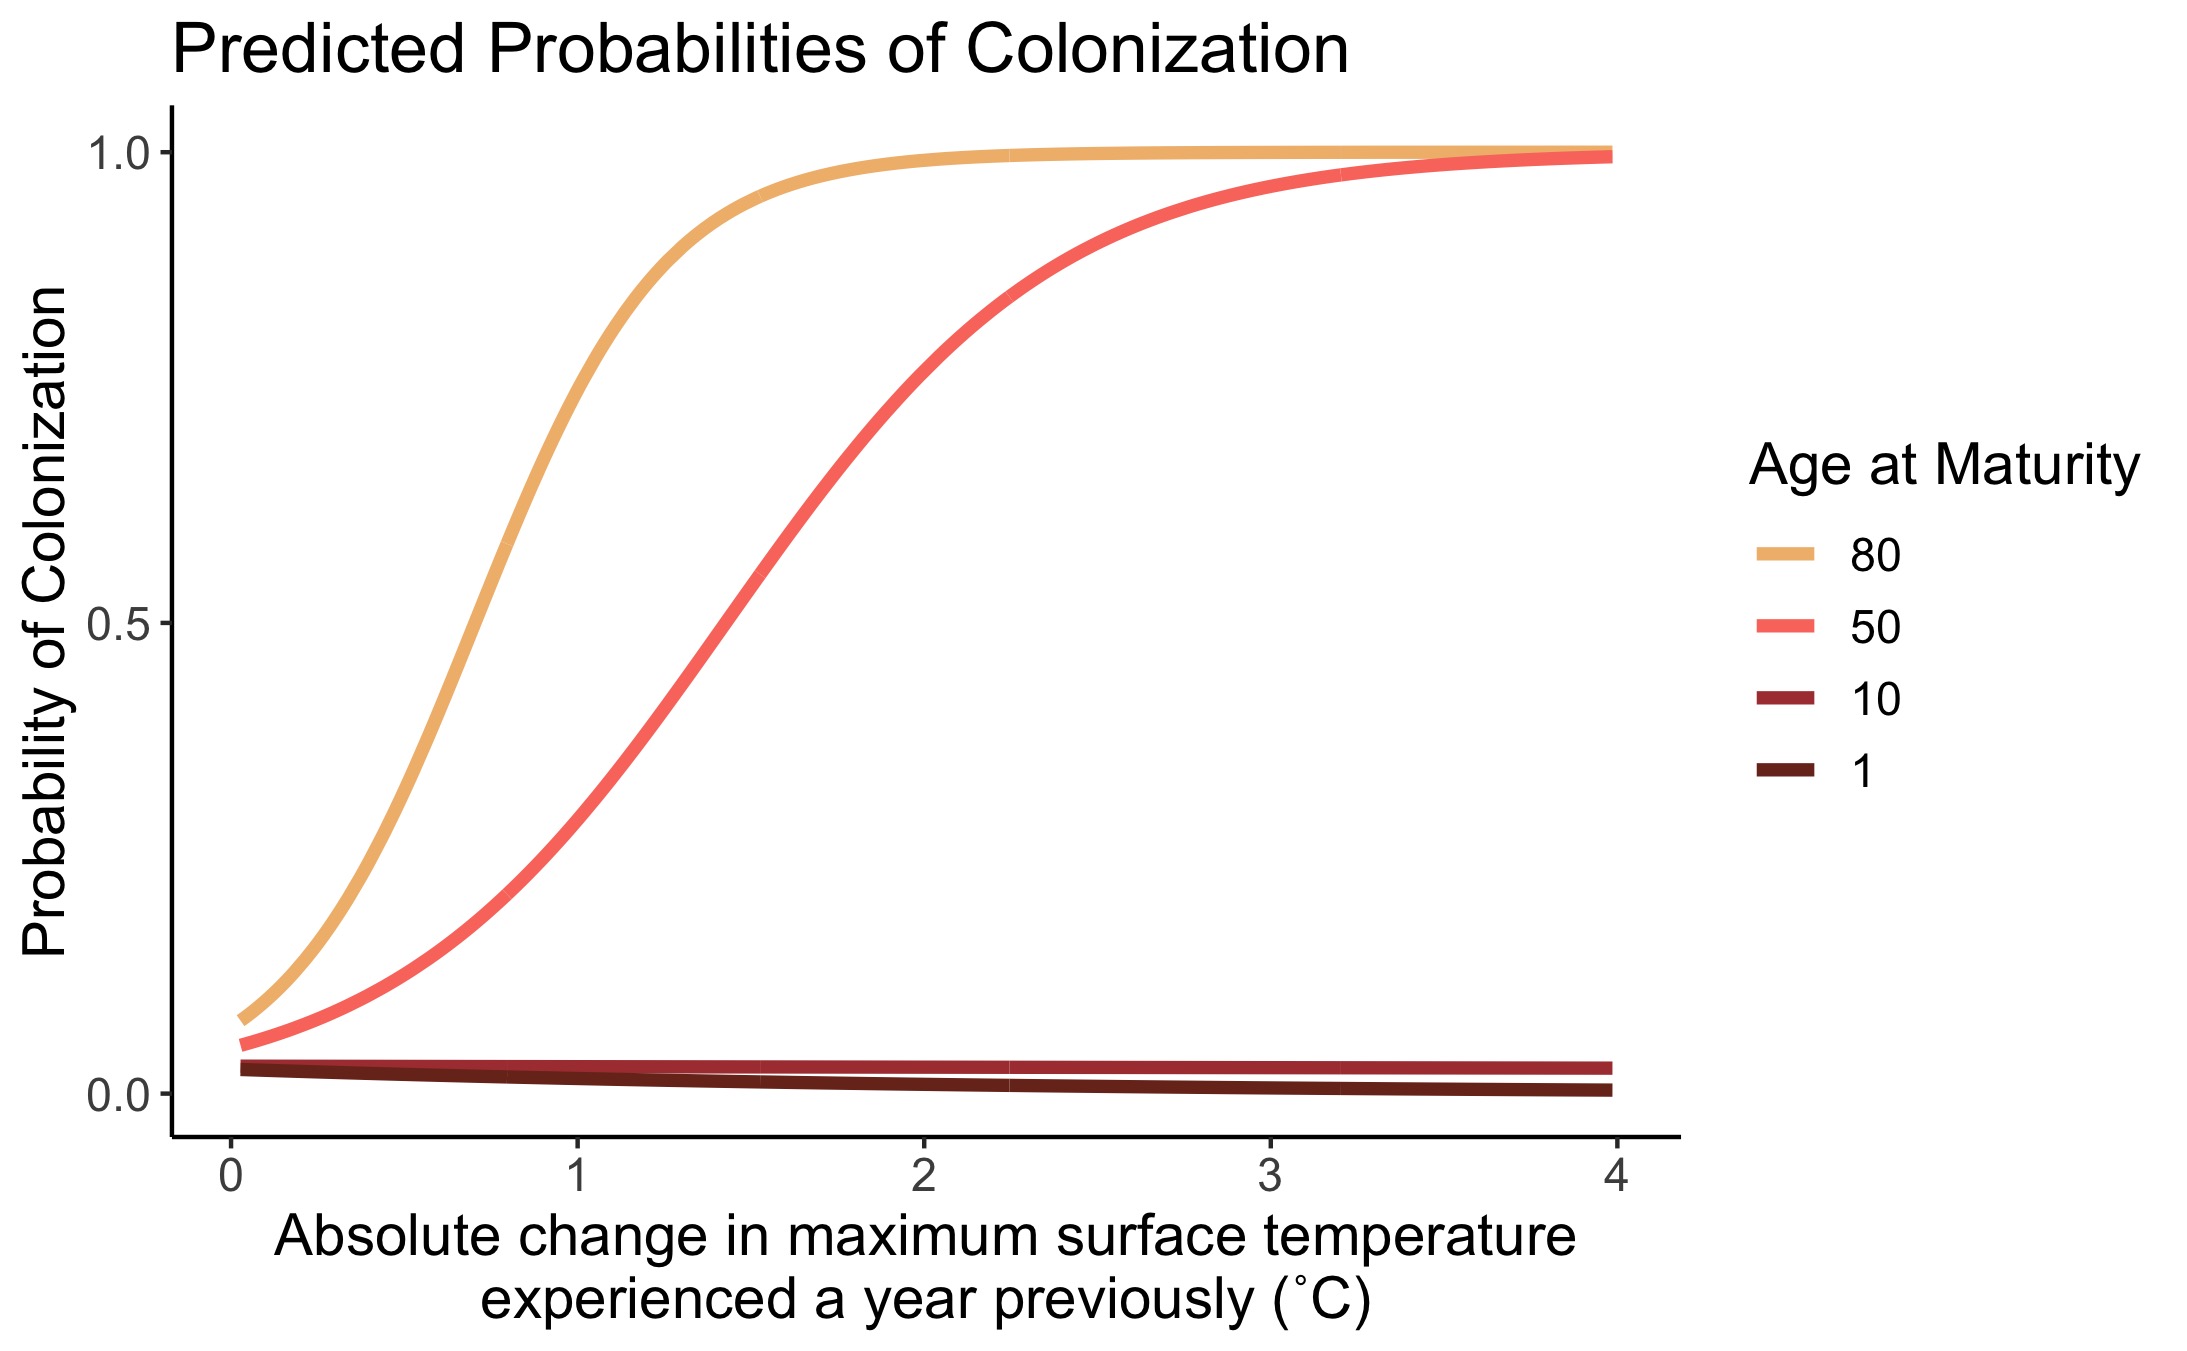 Predicted Probabilities of Colonization
Probability of Colonization
1.0
0.5
0.0
0
1
2
3
4
Absolute change in maximum surface temperature
experienced a year previously (˚C)
Age at Maturity
80
50
10
1